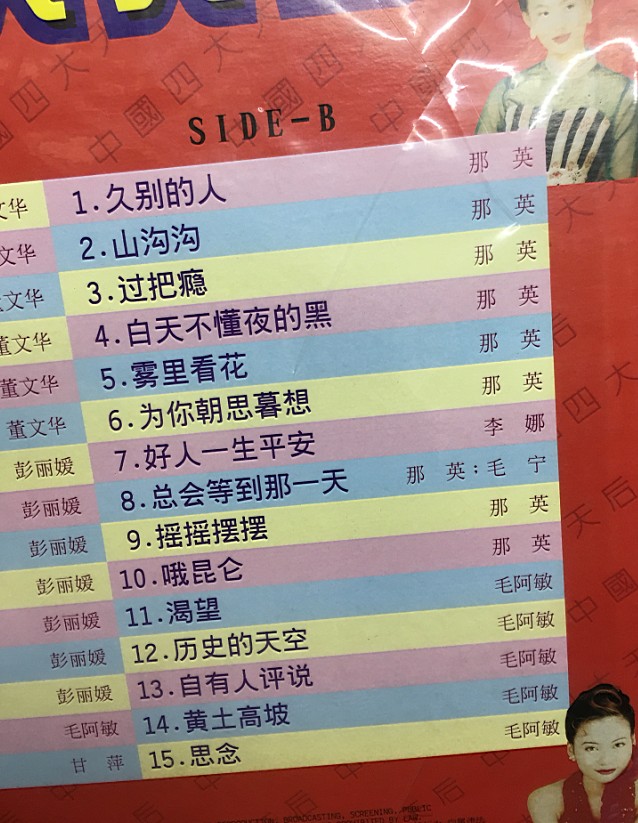 SIDE-B
文华 1.久别的人 那 英
文华 2.山沟沟 那 英
文华 3.过把瘾 那 英
董文华 4.白天不懂夜的黑 那 英
董文华 5.雾里看花 那 英
董文华 6.为你朝思暮想 那 英
彭丽媛 7.好人一生平安 李 娜
彭丽媛 8.总会等到那一天 那 英:毛 宁
彭丽媛 9.摇摇摆摆 那 英
彭丽媛 10.哦昆仑 那 英
彭丽媛 11.渴望 毛阿敏
彭丽媛 12.历史的天空 毛阿敏
彭丽媛 13.自有人评说 毛阿敏
毛阿敏 14.黄土高坡 毛阿敏
甘 萍 15.思念 毛阿敏
BROADCASTING, SCREENING,